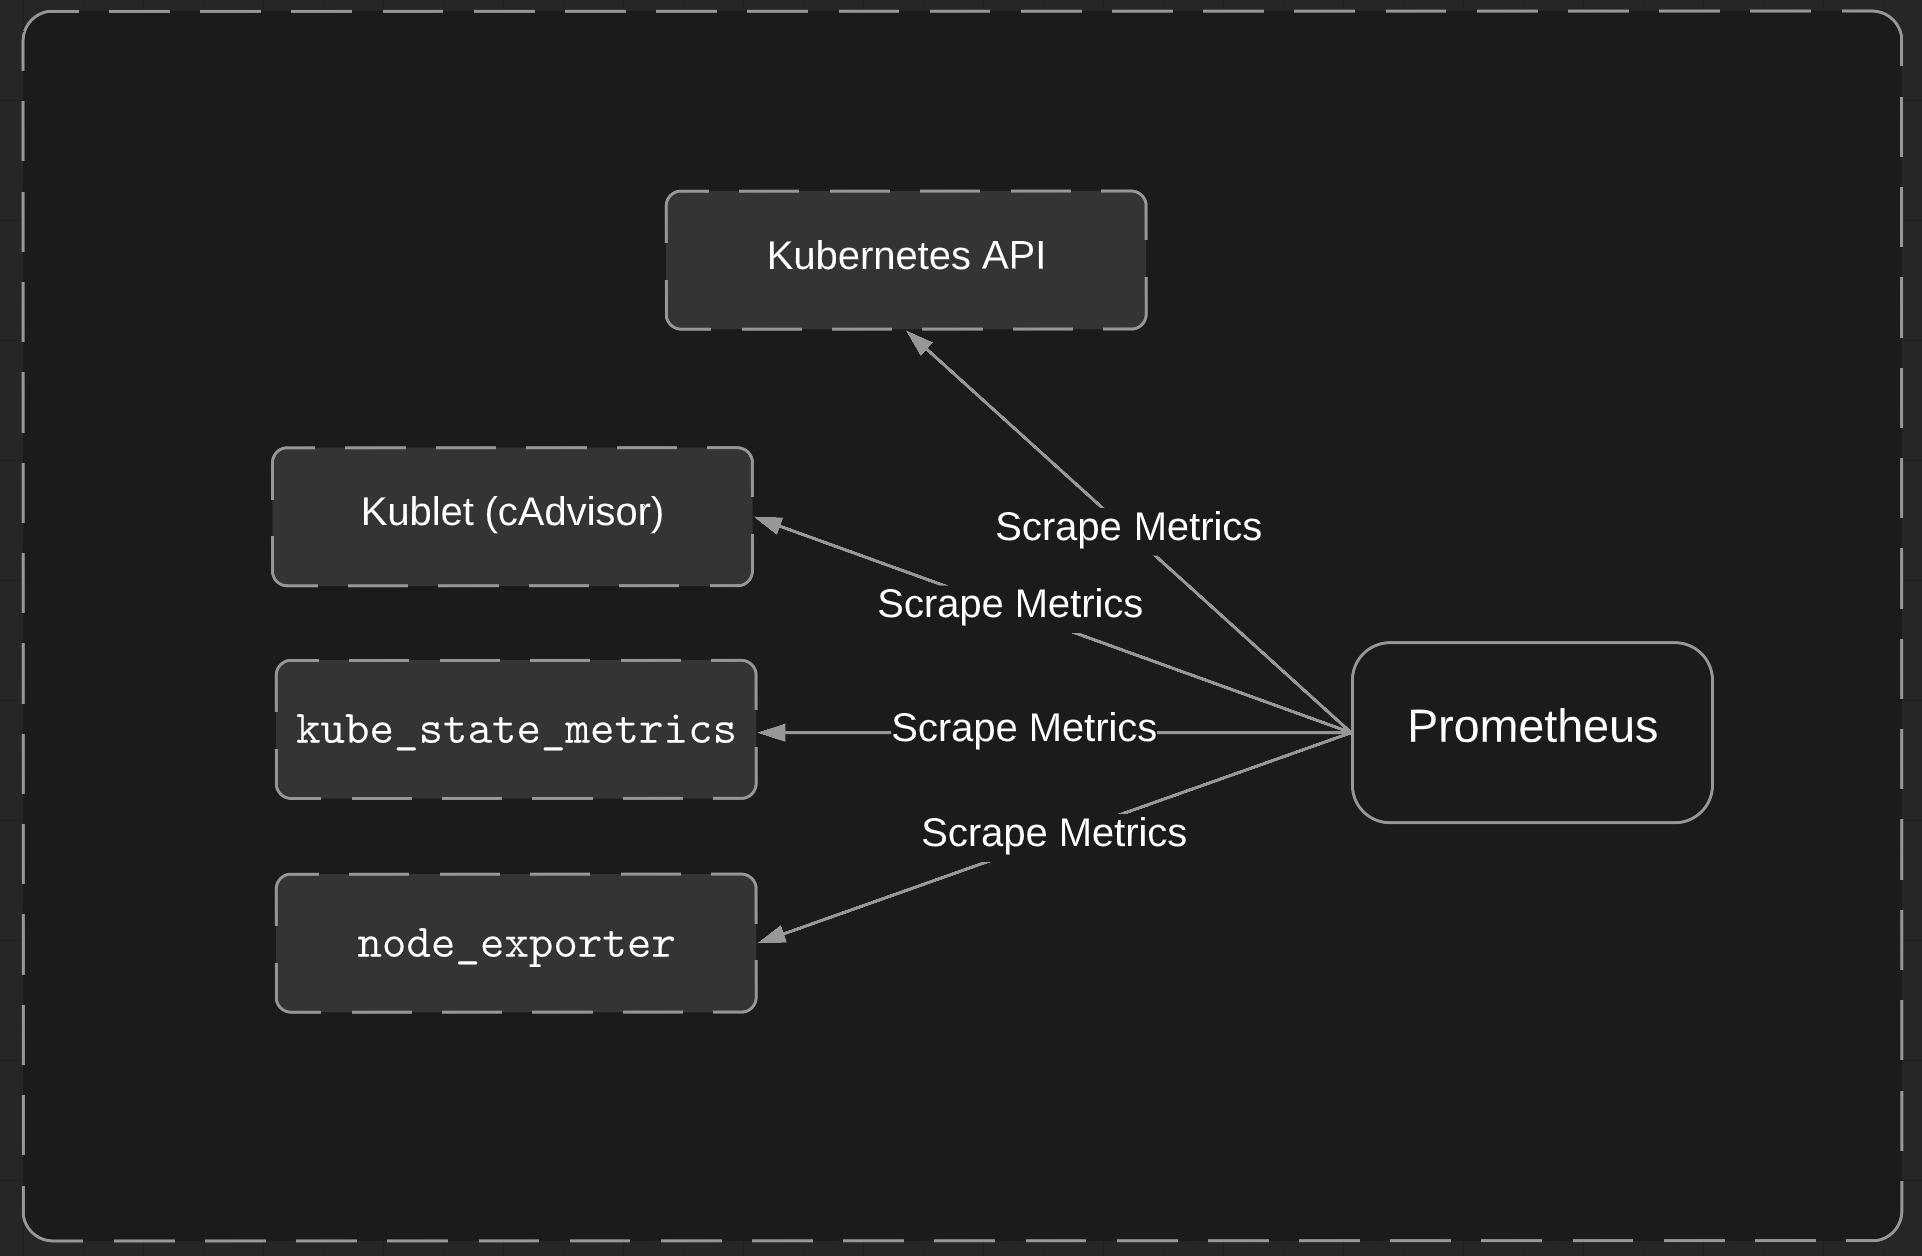 Kubernetes API
Kublet (cAdvisor)
Scrape Metrics
Scrape Metrics
kube_state_metrics
Scrape Metrics
Prometheus
Scrape Metrics
node_exporter